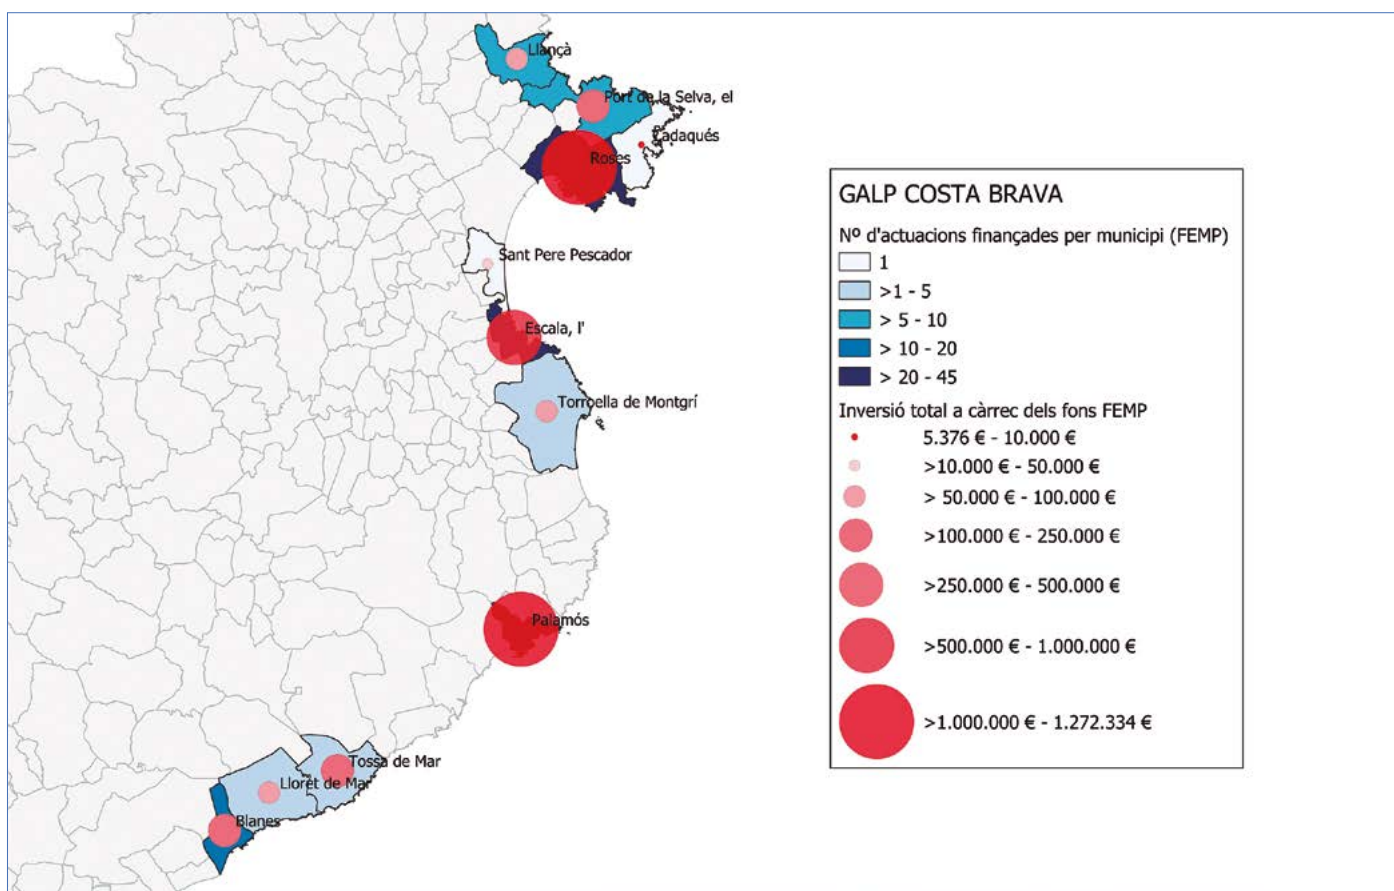 Llançà
Port de la Selva, el
Cadaqués
Roses
Sant Pere Pescador
Escala, l'
Torroella de Montgrí
Palamós
Tossa de Mar
Lloret de Mar
Blanes
GALP COSTA BRAVA
Nº d'actuacions finançades per municipi (FEMP)
1
>1 - 5
> 5 - 10
> 10 - 20
> 20 - 45
Inversió total a càrrec dels fons FEMP
5.376 € - 10.000 €
>10.000 € - 50.000 €
> 50.000 € - 100.000 €
>100.000 € - 250.000 €
>250.000 € - 500.000 €
>500.000 € - 1.000.000 €
>1.000.000 € - 1.272.334 €